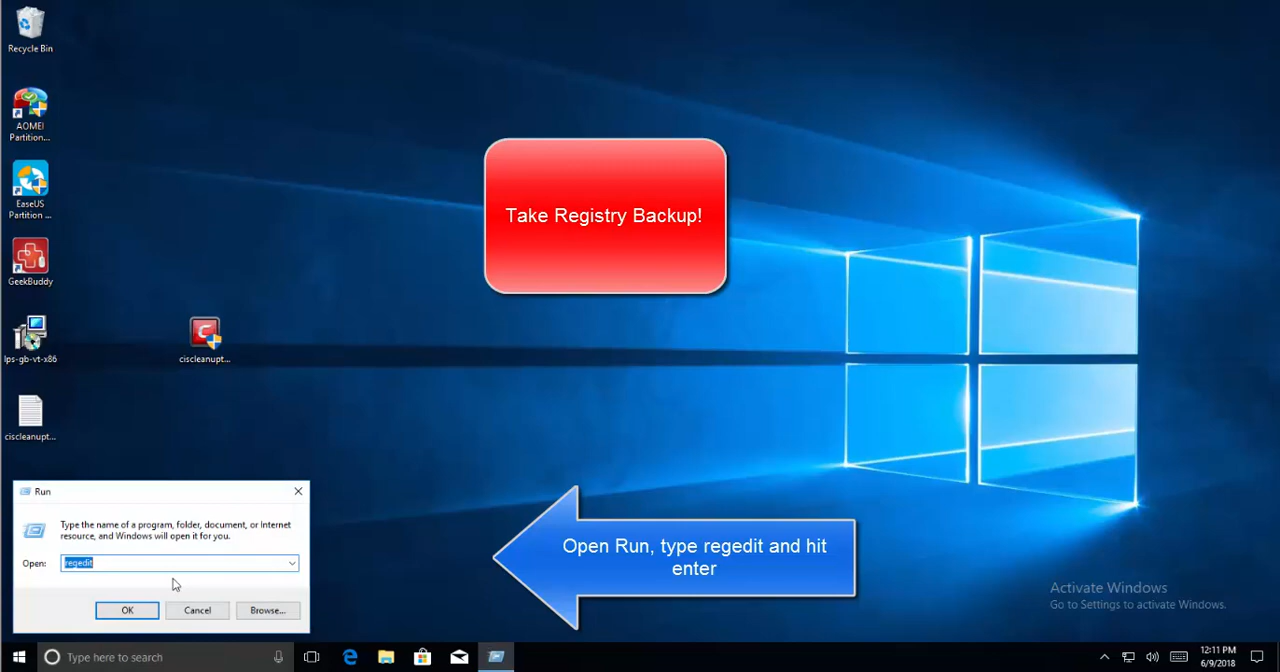 Recycle Bin
AOMEI
Partition...
EaseUS
Partition ...
GeekBuddy
lps-gb-vt-x86
ciscleanupt...
ciscleanupt...
Take Registry Backup!
Run
Type the name of a program, folder, document, or Internet
resource, and Windows will open it for you.
Open:
regedit
OK
Cancel
Browse...
Open Run, type regedit and hit
enter
Activate Windows
Go to Settings to activate Windows.
Type here to search
12:11 PM
6/9/2018